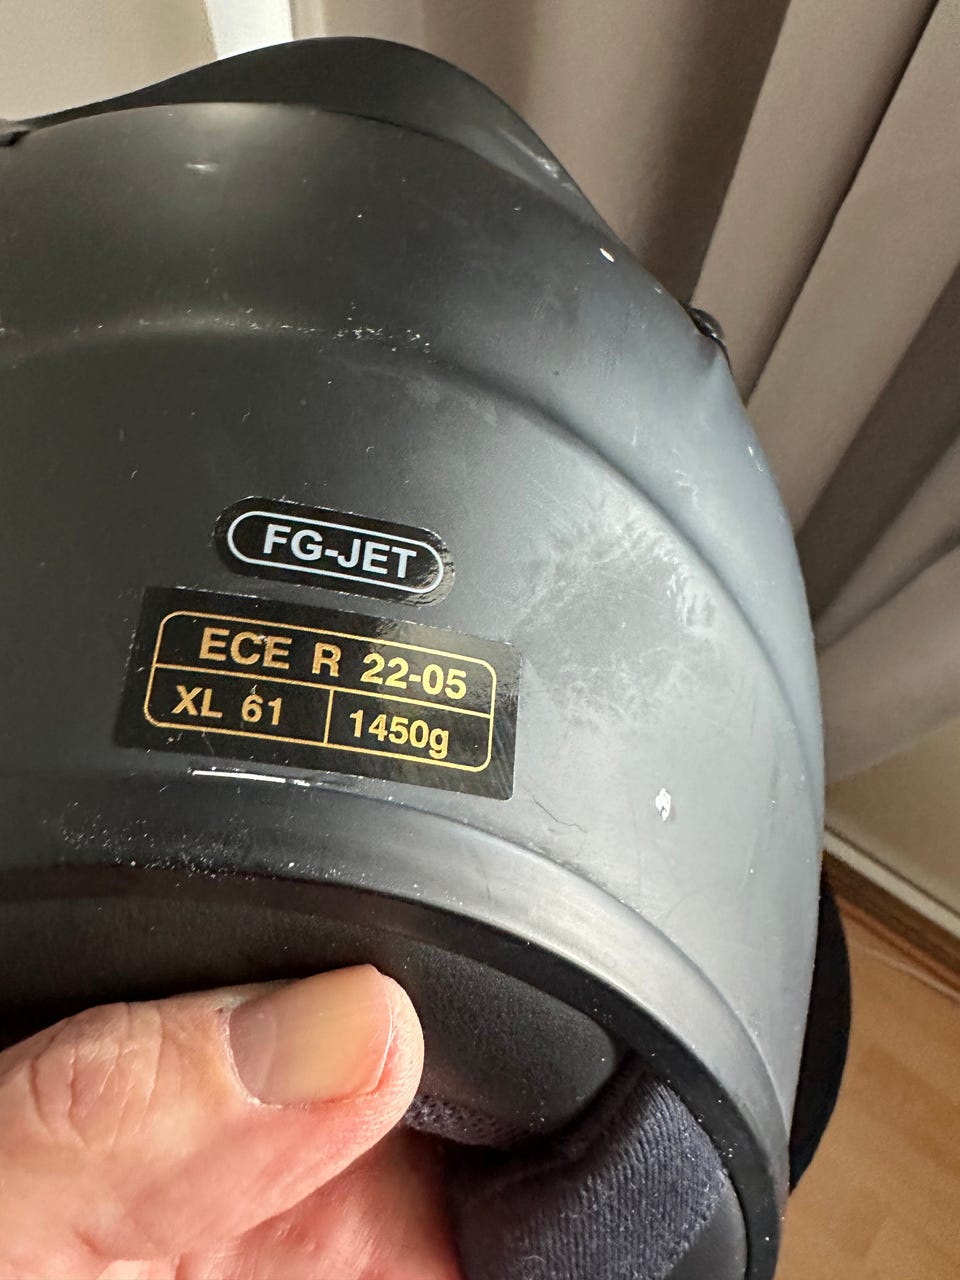 FG-JET
ECE R 22-05
XL 61 1450g